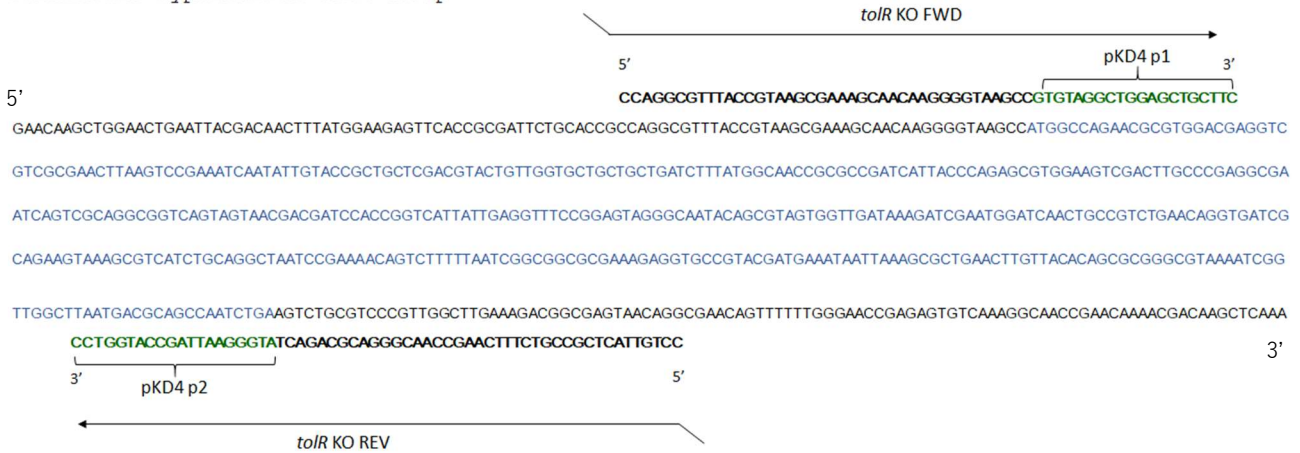 tolR KO FWD
pKD4 p1
5′ 3′
CCAGGCGTTTACCGTAAGCGAAAGCAACAAGGGGTAAGCCGTGTAGGCTGGAGCTGCTTC
5′
GAACAAGCTGGAACTGAATTACGACAACTTTATGGAAGAGTTCACCGCGATTCTGCACCGCCAGGCGTTTACCGTAAGCGAAAGCAACAAGGGGTAAGCCATGGCCAGAACGCGTGGACGAGGTC
GTCGCGAACTTAAGTCCGAAATCAATATTGTACCGCTGCTCGACGTACTGTTGGTGCTGCTGCTGATCTTTATGGCAACCGCGCCGATCATTACCCAGAGCGTGGAAGTCGACTTGCCCGAGGCGA
ATCAGTCGCAGGCGGTCAGTAGTAACGACGATCCACCGGTCATTATTGAGGTTTCCGGAGTAGGGCAATACAGCGTAGTGGTTGATAAAGATCGAATGGATCAACTGCCGTCTGAACAGGTGATCG
CAGAAGTAAAGCGTCATCTGCAGGCTAATCCGAAAACAGTCTTTTTAATCGGCGGCGCGAAAGAGGTGCCGTACGATGAAATAATTAAAGCGCTGAACTTGTTACACAGCGCGGGCGTAAAATCGG
TTGGCTTAATGACGCAGCCAATCTGAAGTCTGCGTCCCGTTGGCTTGAAAGACGGCGAGTAACAGGCGAACAGTTTTTTGGGAACCGAGAGTGTCAAAGGCAACCGAACAAAACGACAAGCTCAAA
CCTGGTACCGATTAAGGGTATCAGACGCAGGGCAACCGAACTTTCTGCCGCTCATTGTCC
3′
3′ 5′
pKD4 p2
tolR KO REV